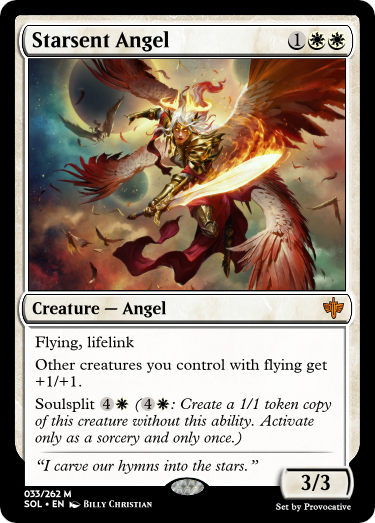 Starsent Angel 1
Creature — Angel
Flying, lifelink
Other creatures you control with flying get
+1/+1.
Soulsplit 4 (4: Create a 1/1 token copy
of this creature without this ability. Activate
only as a sorcery and only once.)
“I carve our hymns into the stars.”
3/3
033/262 M
SOL • EN Billy Christian
Set by Provocative